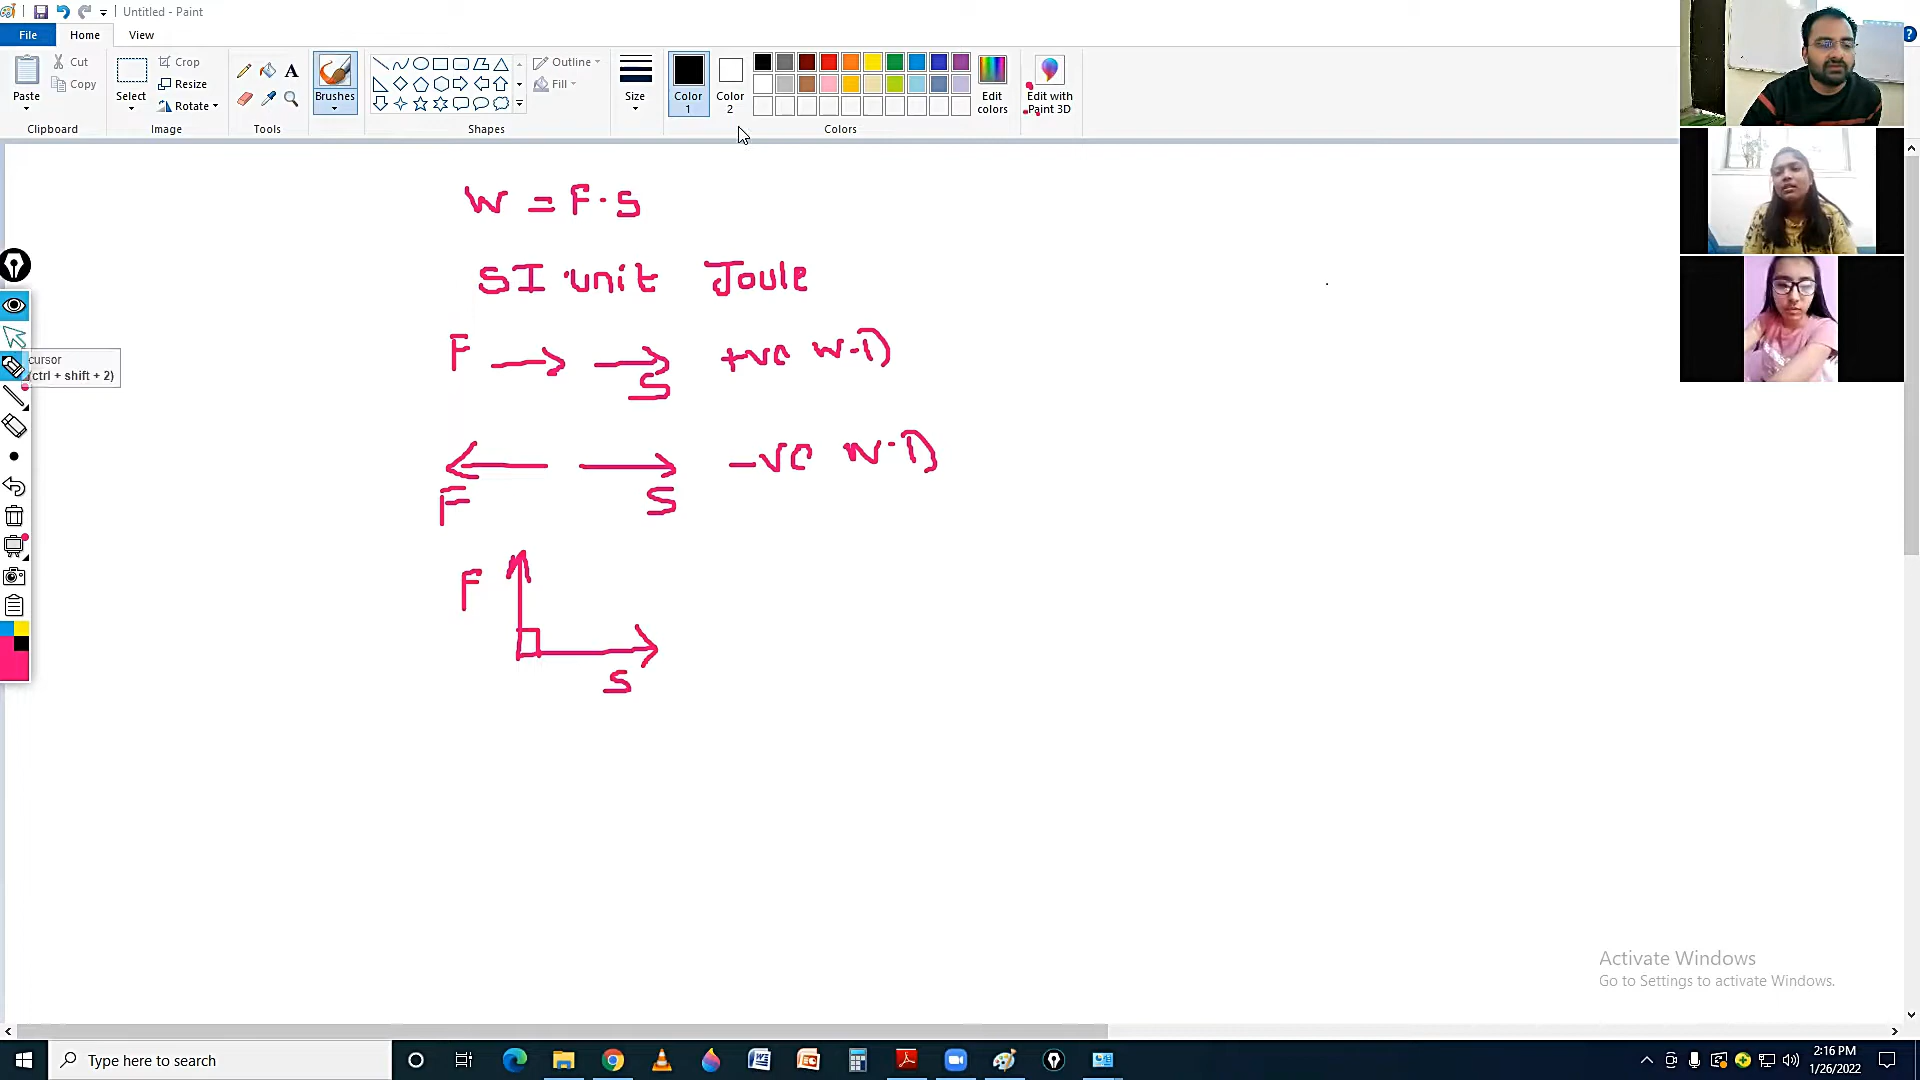 Untitled - Paint
File Home View
Paste Cut Copy Clipboard
Select Crop Resize Rotate Image
Tools
Brushes
Outline Fill Shapes
Size
Color 1 Color 2 Edit colors Colors
Edit with Paint 3D
W = F·S
SI unit Joule
F S +ve W·D
F S -ve W·D
F
S
cursor
(ctrl + shift + 2)
Activate Windows
Go to Settings to activate Windows.
Type here to search
2:16 PM
1/26/2022